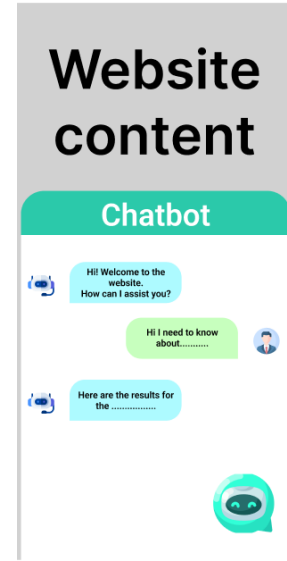 Website
content
Chatbot
Hi! Welcome to the
website.
How can I assist you?
Hi I need to know
about...........
Here are the results for
the .................